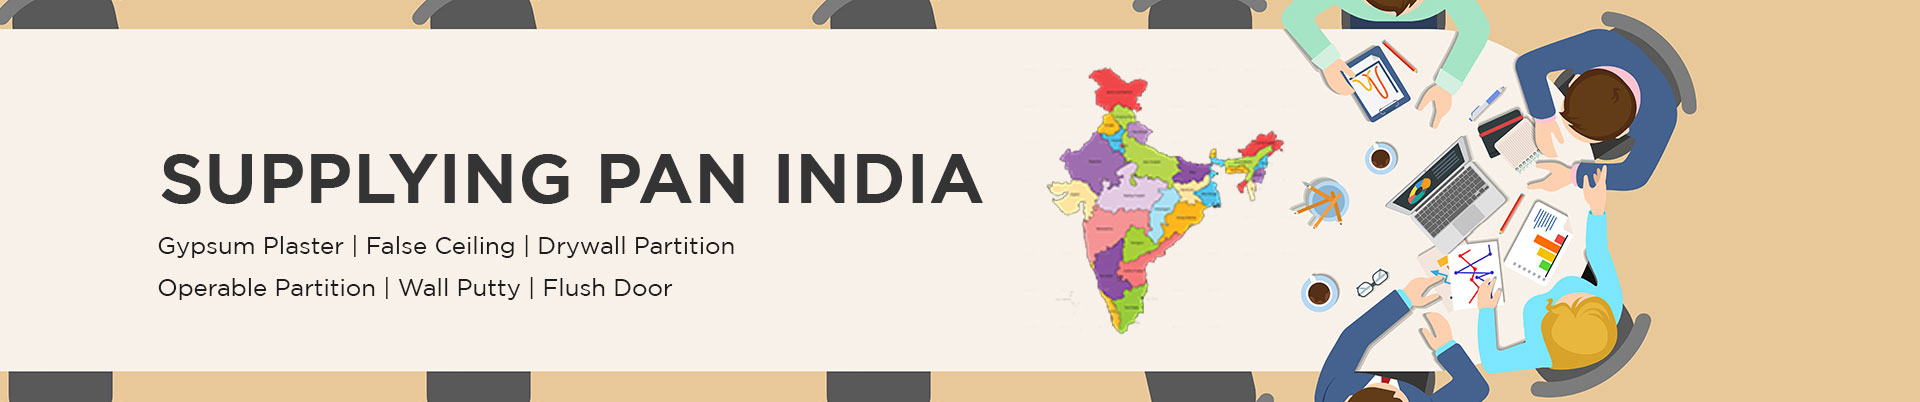 SUPPLYING PAN INDIA
Gypsum Plaster | False Ceiling | Drywall Partition
Operable Partition | Wall Putty | Flush Door